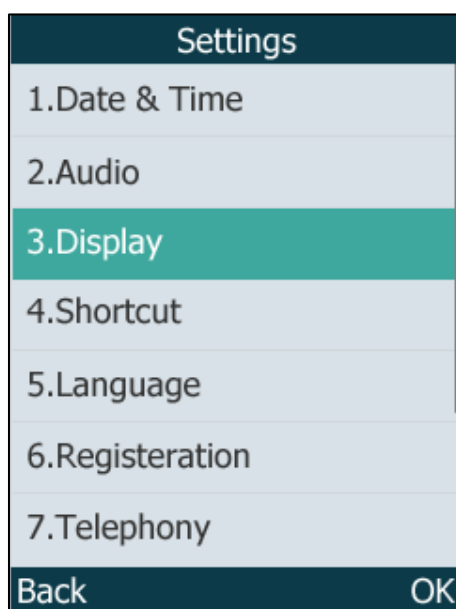 Settings
1.Date & Time
2.Audio
3.Display
4.Shortcut
5.Language
6.Registeration
7.Telephony
Back OK